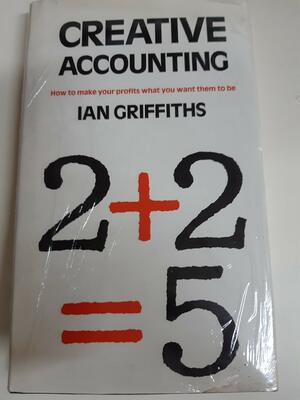 CREATIVE
ACCOUNTING
How to make your profits what you want them to be
IAN GRIFFITHS
2+2
=5